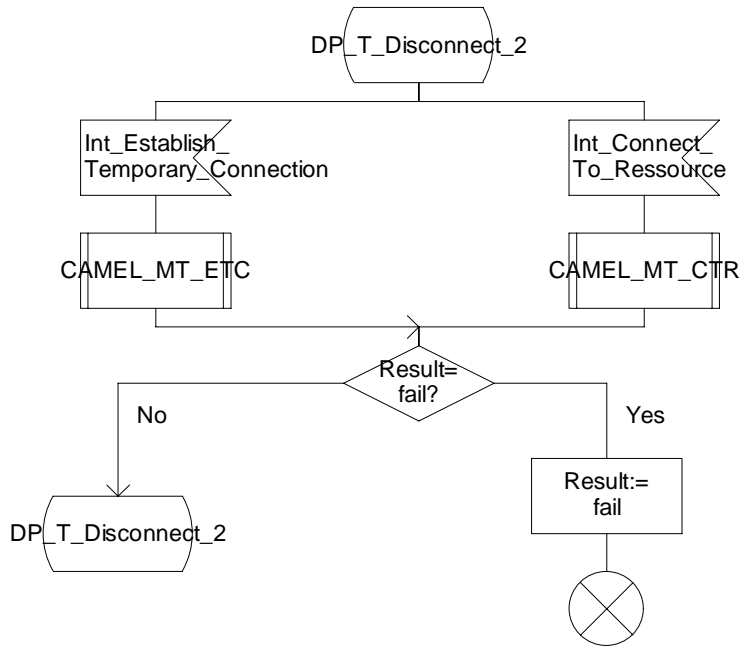 DP_T_Disconnect_2
Int_Establish_
Temporary_Connection
Int_Connect_
To_Ressource
CAMEL_MT_ETC
CAMEL_MT_CTR
Result=
fail?
No
Yes
Result:=
fail
DP_T_Disconnect_2